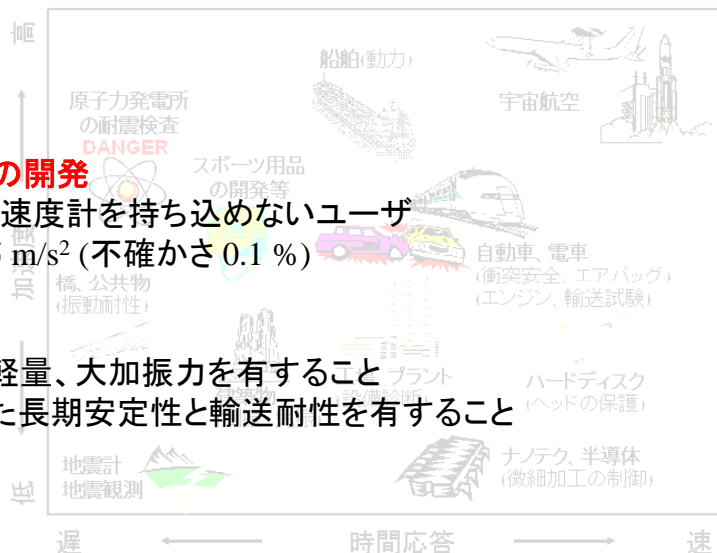 高
船舶(動力)
宇宙航空
原子力発電所
の耐震検査
DANGER
スポーツ用品
の開発等
の開発
速度計を持ち込めないユーザ
m/s² (不確かさ 0.1 %)
自動車、電車
(衝突安全、エアバッグ)
(エンジン、輸送試験)
加速度
橋、公共物
(振動耐性)
軽量、大加振力を有すること
プラント
(設備診断)
ハードディスク
(ヘッドの保護)
た長期安定性と輸送耐性を有すること
地震計
地震観測
ナノテク、半導体
(微細加工の制御)
低
遅
時間応答
速